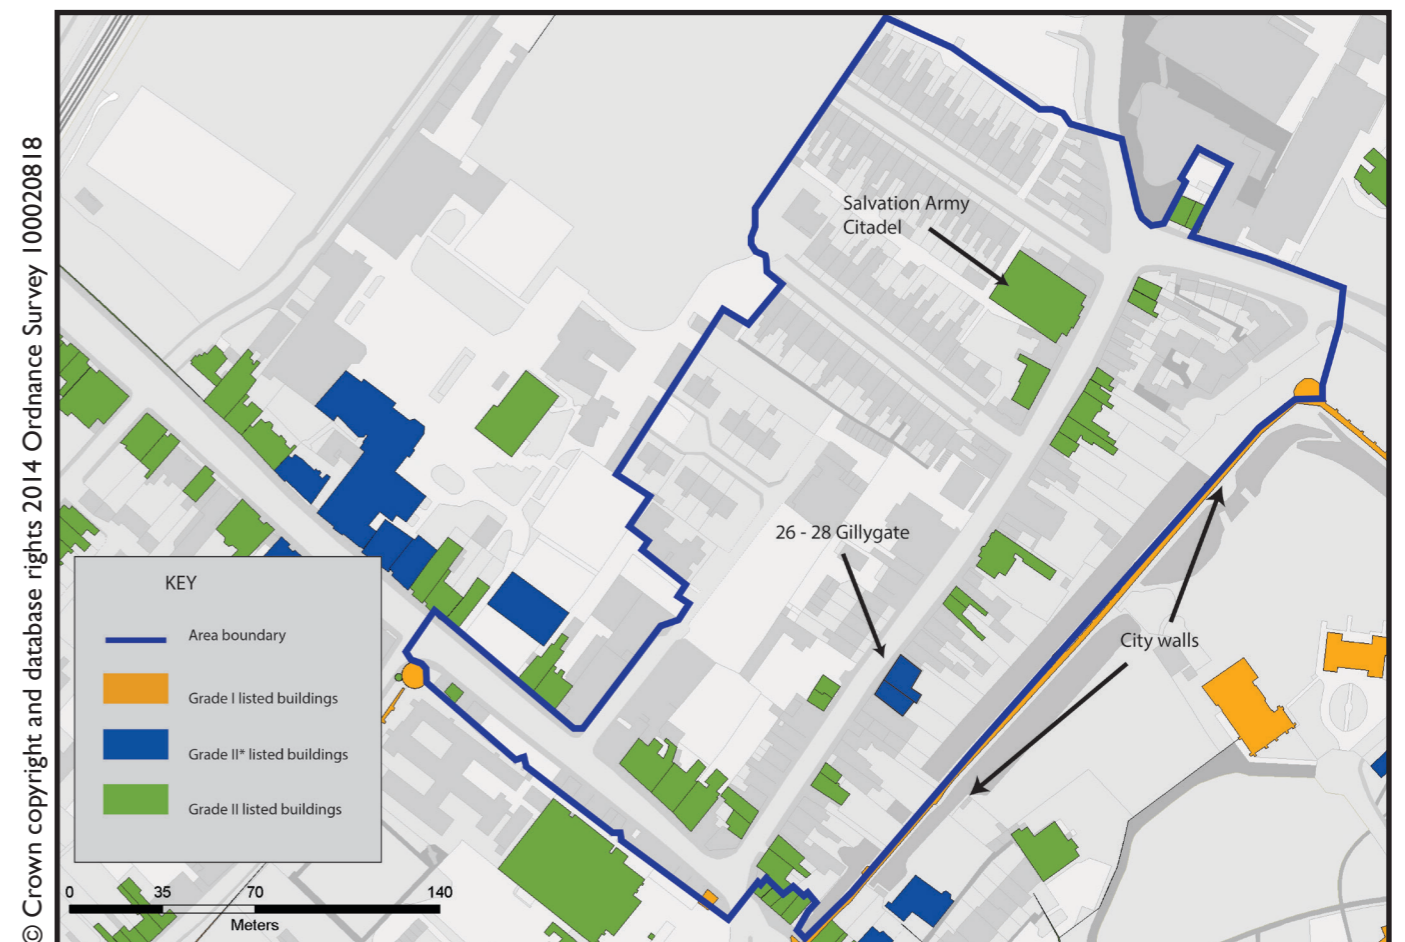 © Crown copyright and database rights 2014 Ordnance Survey 100020818
Salvation Army
Citadel
26 - 28 Gillygate
City walls
KEY
Area boundary
Grade I listed buildings
Grade II* listed buildings
Grade II listed buildings
0 35 70 140
Meters